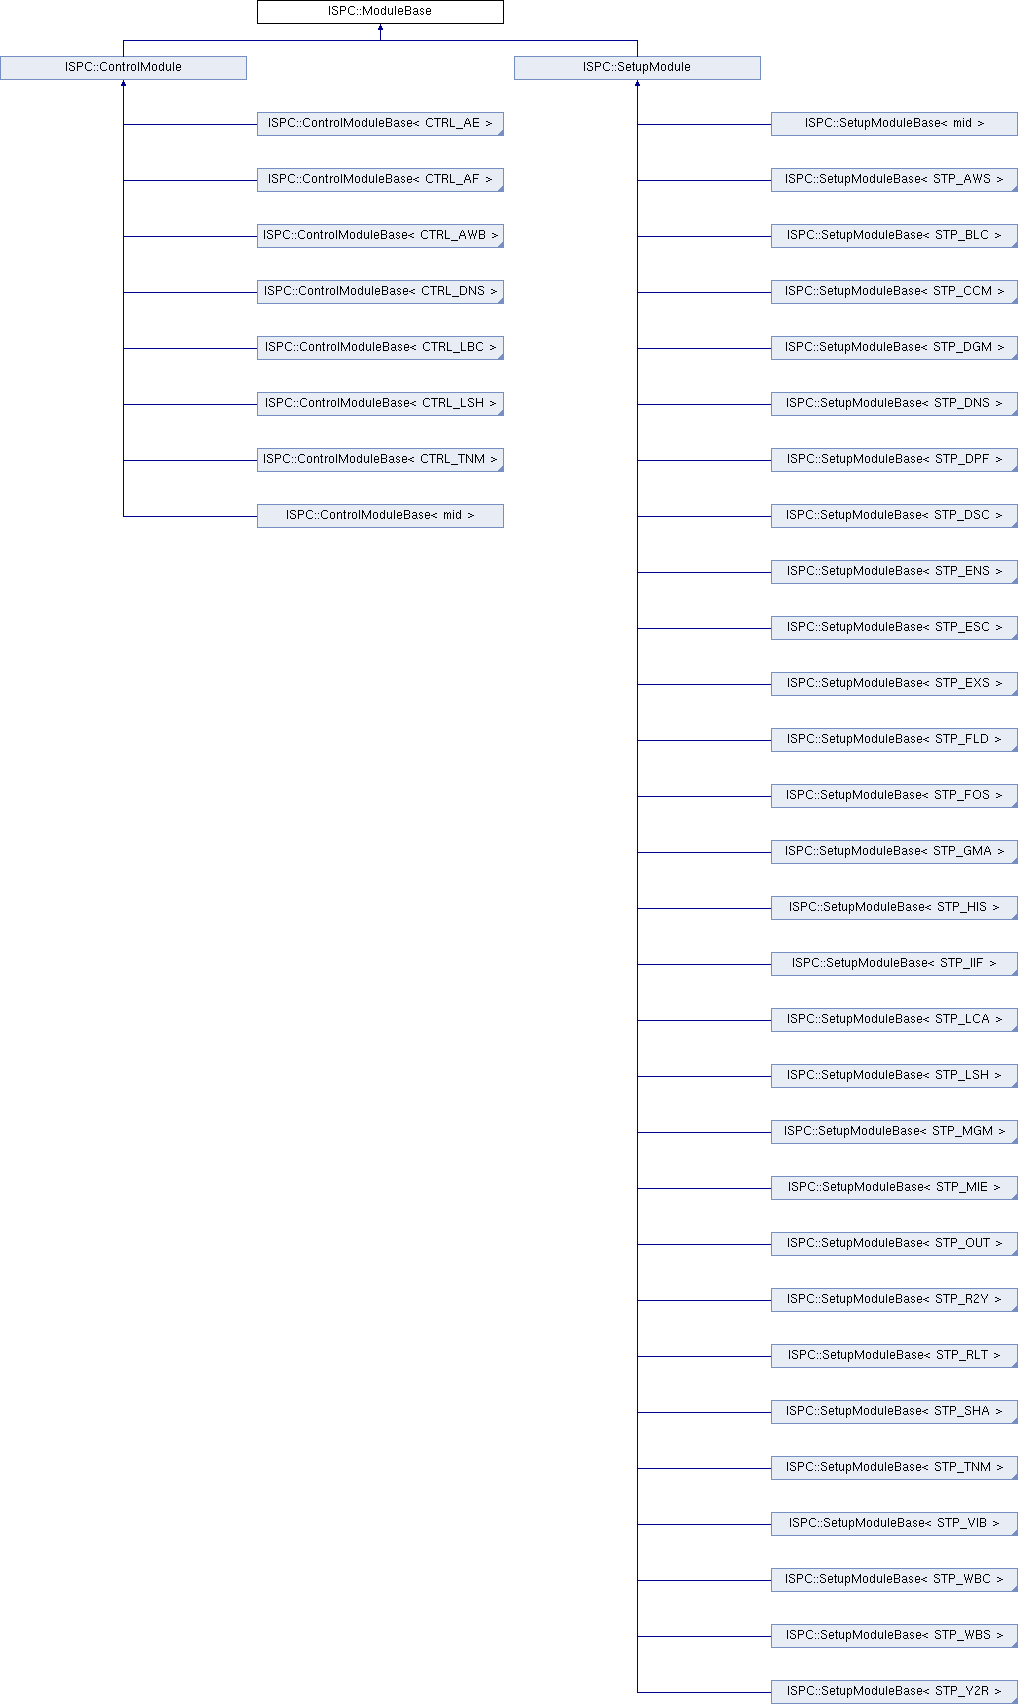 ISPC::ModuleBase
ISPC::ControlModule
ISPC::SetupModule
ISPC::ControlModuleBase< CTRL_AE >
ISPC::ControlModuleBase< CTRL_AF >
ISPC::ControlModuleBase< CTRL_AWB >
ISPC::ControlModuleBase< CTRL_DNS >
ISPC::ControlModuleBase< CTRL_LBC >
ISPC::ControlModuleBase< CTRL_LSH >
ISPC::ControlModuleBase< CTRL_TNM >
ISPC::ControlModuleBase< mid >
ISPC::SetupModuleBase< mid >
ISPC::SetupModuleBase< STP_AWS >
ISPC::SetupModuleBase< STP_BLC >
ISPC::SetupModuleBase< STP_CCM >
ISPC::SetupModuleBase< STP_DGM >
ISPC::SetupModuleBase< STP_DNS >
ISPC::SetupModuleBase< STP_DPF >
ISPC::SetupModuleBase< STP_DSC >
ISPC::SetupModuleBase< STP_ENS >
ISPC::SetupModuleBase< STP_ESC >
ISPC::SetupModuleBase< STP_EXS >
ISPC::SetupModuleBase< STP_FLD >
ISPC::SetupModuleBase< STP_FOS >
ISPC::SetupModuleBase< STP_GMA >
ISPC::SetupModuleBase< STP_HIS >
ISPC::SetupModuleBase< STP_IIF >
ISPC::SetupModuleBase< STP_LCA >
ISPC::SetupModuleBase< STP_LSH >
ISPC::SetupModuleBase< STP_MGM >
ISPC::SetupModuleBase< STP_MIE >
ISPC::SetupModuleBase< STP_OUT >
ISPC::SetupModuleBase< STP_R2Y >
ISPC::SetupModuleBase< STP_RLT >
ISPC::SetupModuleBase< STP_SHA >
ISPC::SetupModuleBase< STP_TNM >
ISPC::SetupModuleBase< STP_VIB >
ISPC::SetupModuleBase< STP_WBC >
ISPC::SetupModuleBase< STP_WBS >
ISPC::SetupModuleBase< STP_Y2R >